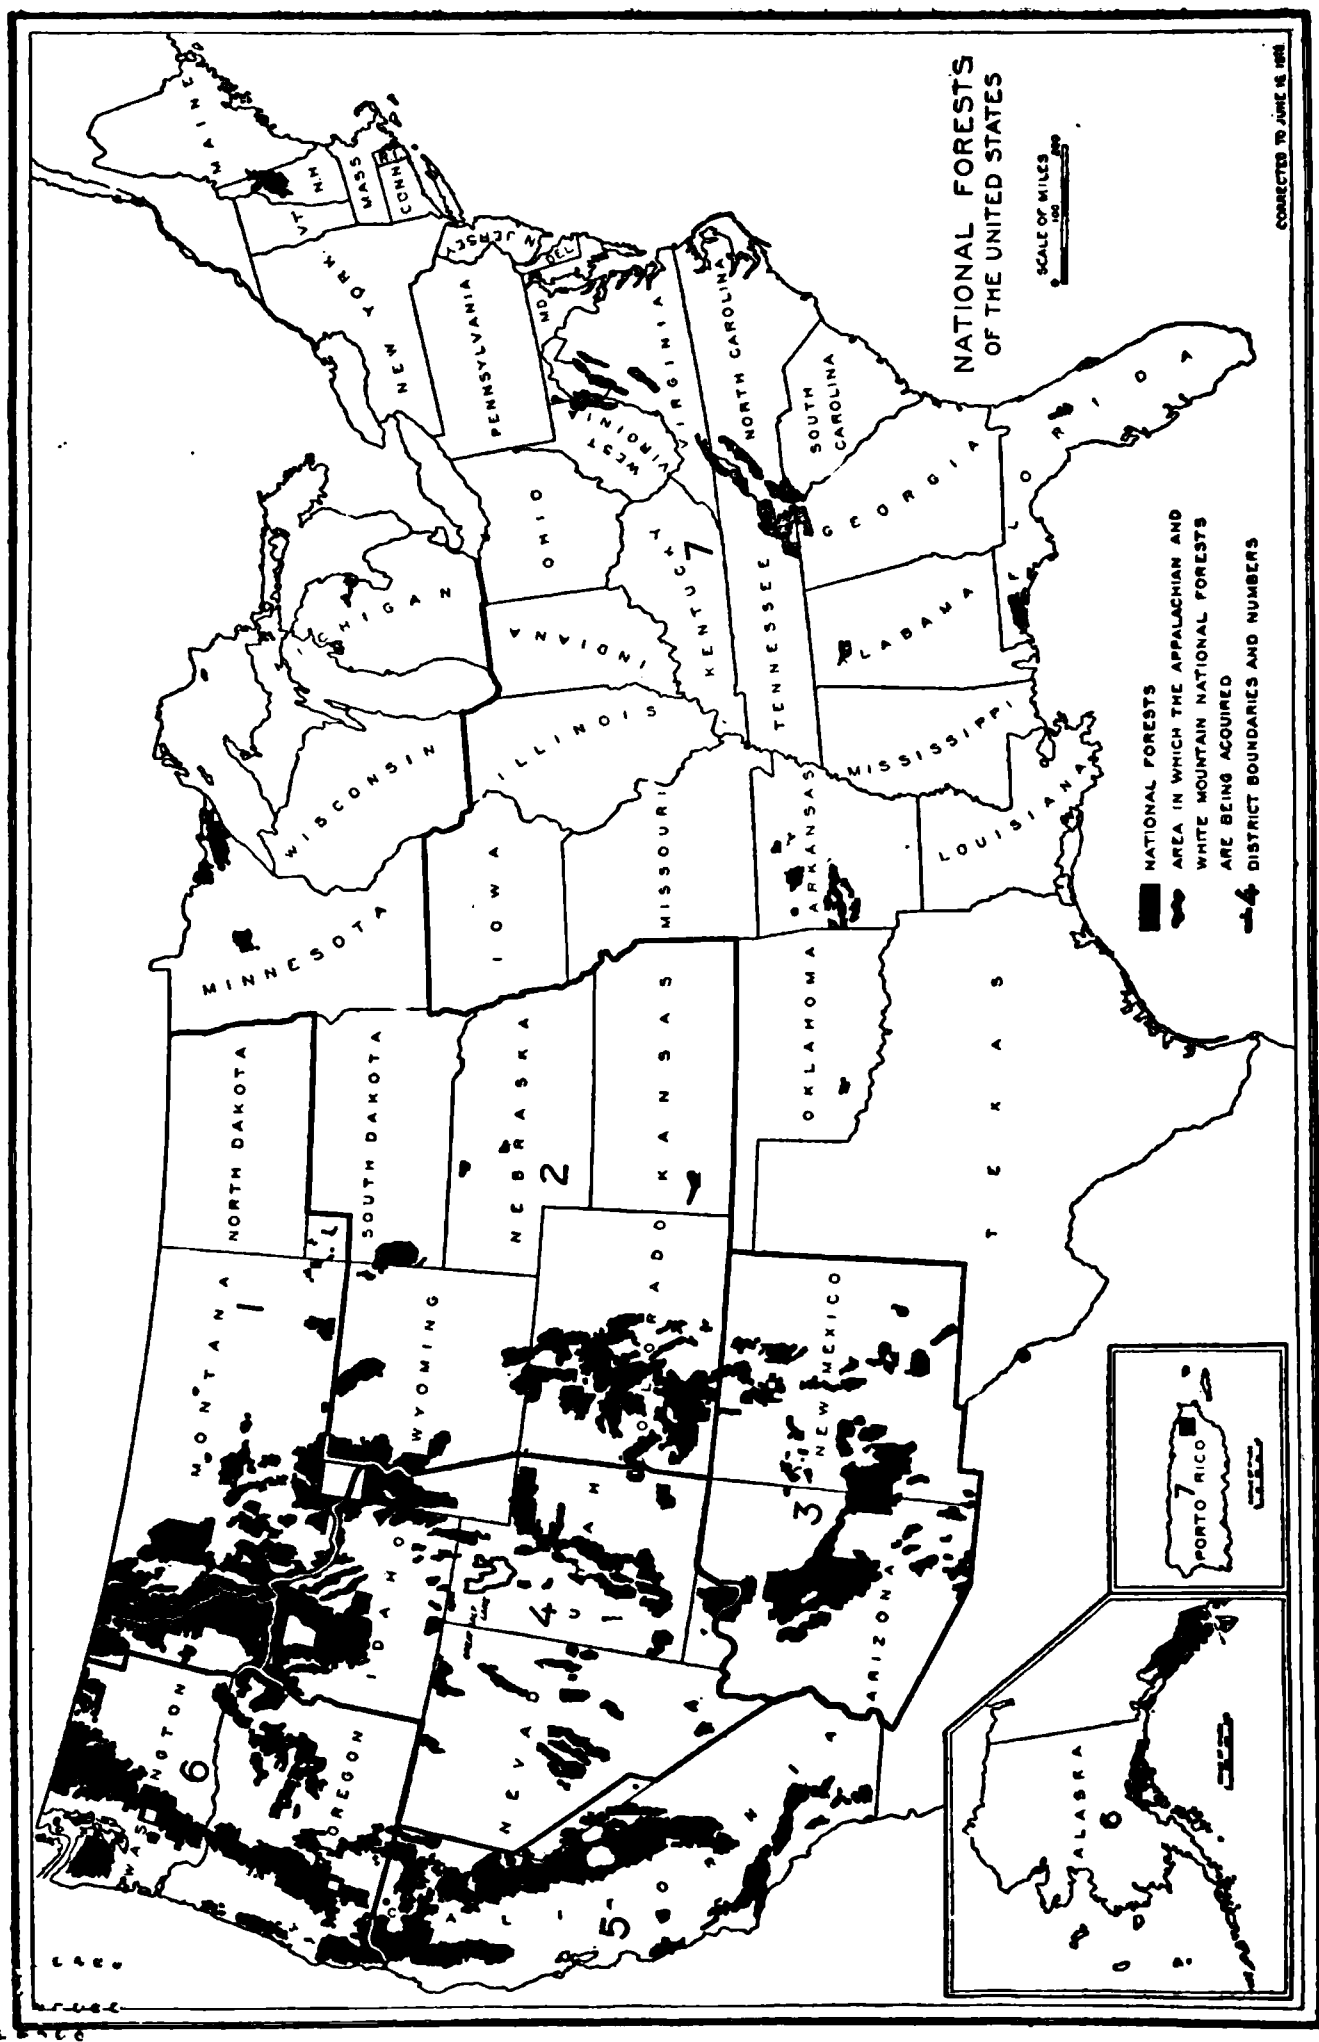 NATIONAL FORESTS
OF THE UNITED STATES
SCALE OF MILES
0 100 200
MAINE
N.H.
VT.
MASS.
R.I.
CONN.
NEW YORK
N. JERSEY
PENNSYLVANIA
DEL.
MD.
WEST VIRGINIA
VIRGINIA
NORTH CAROLINA
SOUTH CAROLINA
GEORGIA
FLORIDA
OHIO
INDIANA
ILLINOIS
KENTUCKY
7
TENNESSEE
ALABAMA
MISSISSIPPI
WISCONSIN
MINNESOTA
IOWA
MISSOURI
ARKANSAS
LOUISIANA
NORTH DAKOTA
SOUTH DAKOTA
NEBRASKA
2
KANSAS
OKLAHOMA
TEXAS
MONTANA
1
WYOMING
COLORADO
NEW MEXICO
3
IDAHO
4
UTAH
ARIZONA
WASHINGTON
6
OREGON
NEVADA
5
NATIONAL FORESTS
AREA IN WHICH THE APPALACHIAN AND
WHITE MOUNTAIN NATIONAL FORESTS
ARE BEING ACQUIRED
4 DISTRICT BOUNDARIES AND NUMBERS
ALASKA
6
PORTO RICO
7
CORRECTED TO JUNE